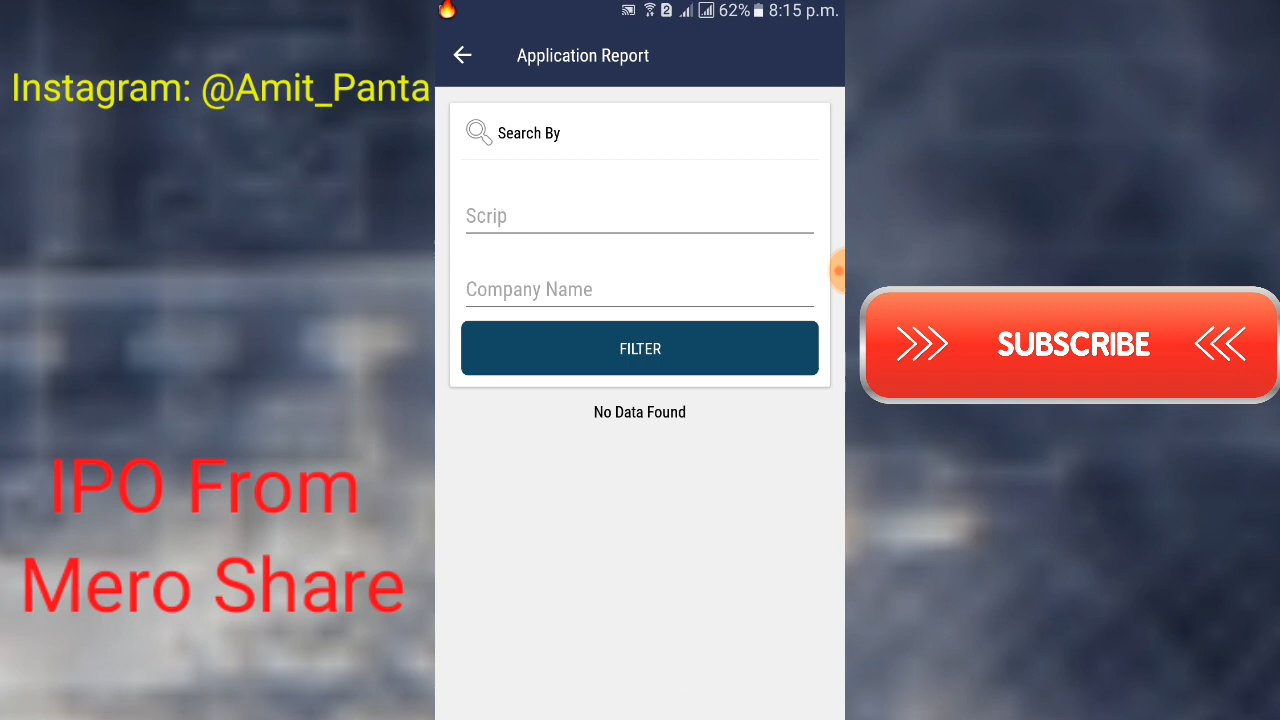 Instagram: @Amit_Panta
IPO From
Mero Share
2 62% 8:15 p.m.
Application Report
Search By
Scrip
Company Name
FILTER
No Data Found
SUBSCRIBE